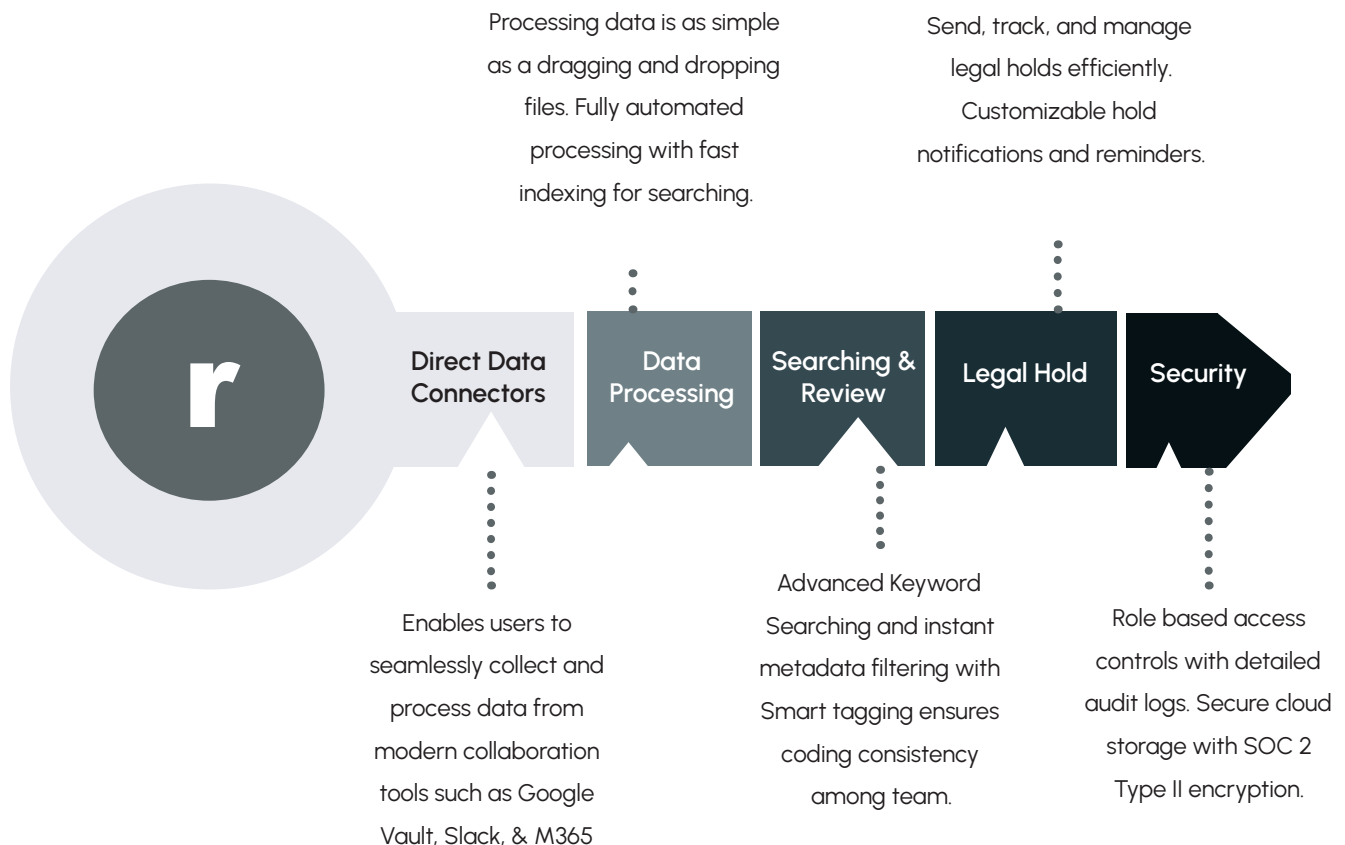 Processing data is as simple
as a dragging and dropping
files. Fully automated
processing with fast
indexing for searching.
Send, track, and manage
legal holds efficiently.
Customizable hold
notifications and reminders.
r
Direct Data
Connectors
Data
Processing
Searching &
Review
Legal Hold
Security
Enables users to
seamlessly collect and
process data from
modern collaboration
tools such as Google
Vault, Slack, & M365
Advanced Keyword
Searching and instant
metadata filtering with
Smart tagging ensures
coding consistency
among team.
Role based access
controls with detailed
audit logs. Secure cloud
storage with SOC 2
Type II encryption.